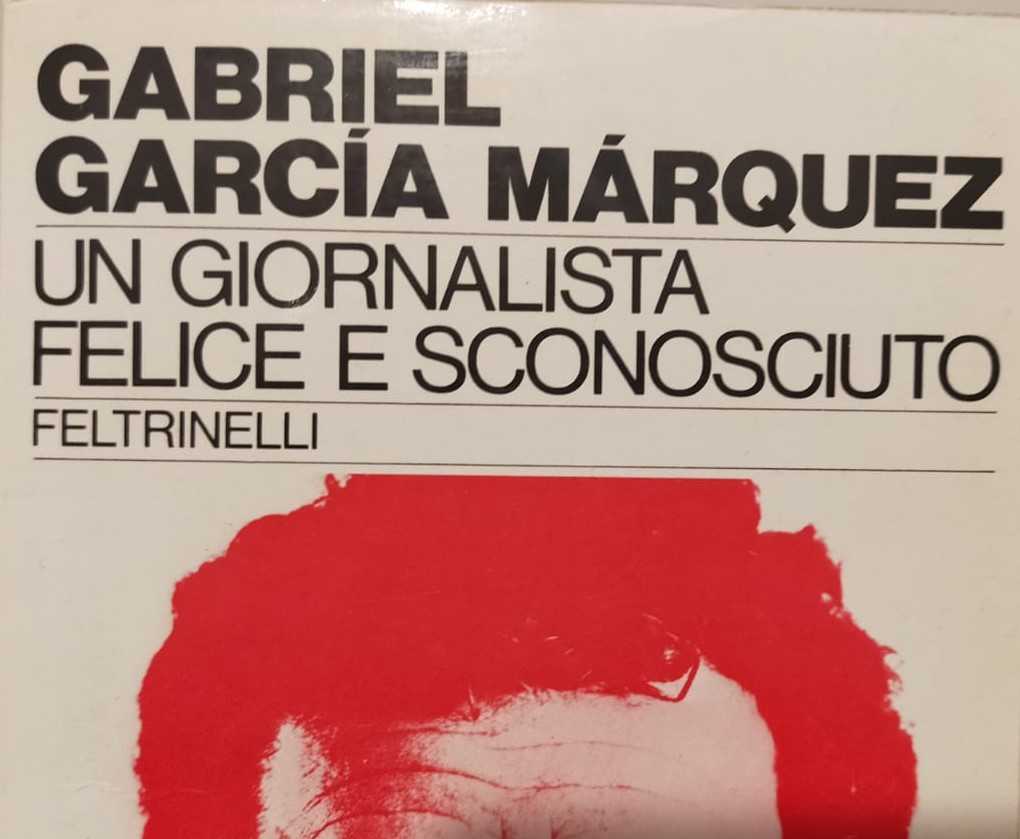 GABRIEL
GARCÍA MÁRQUEZ
UN GIORNALISTA
FELICE E SCONOSCIUTO
FELTRINELLI